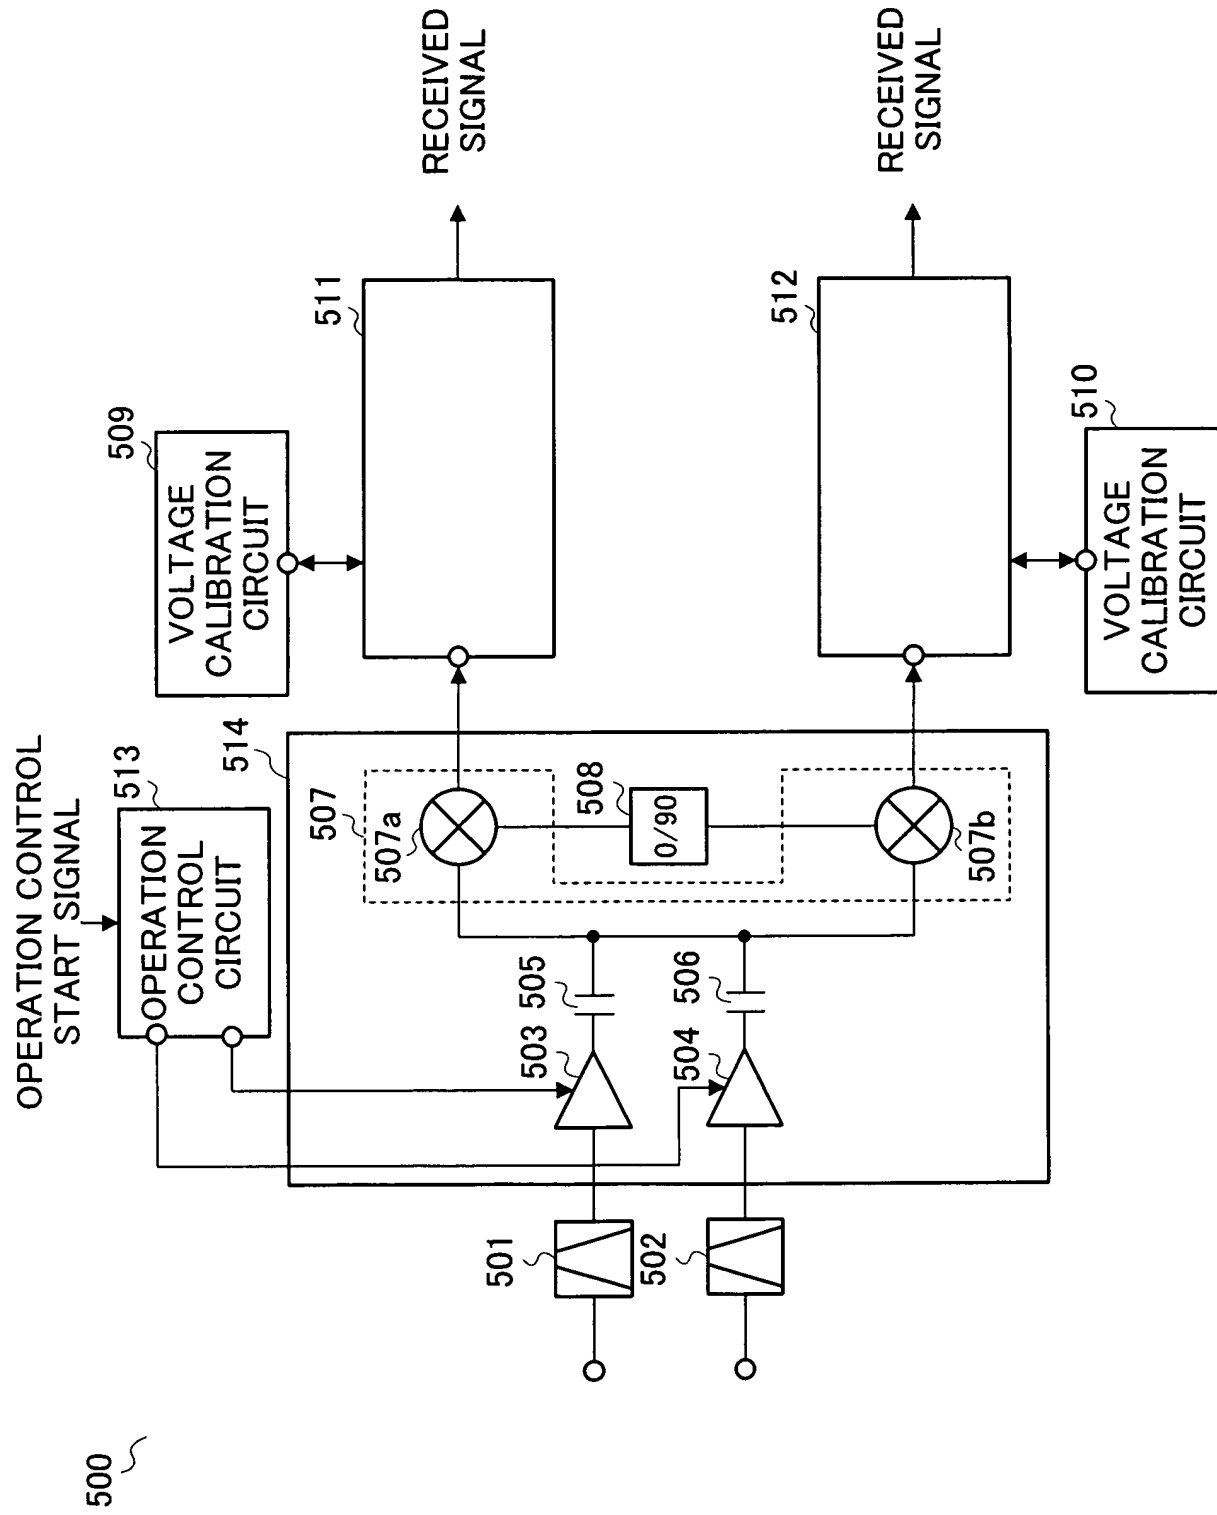 500
OPERATION CONTROL
START SIGNAL
513
OPERATION
CONTROL
CIRCUIT
509
VOLTAGE
CALIBRATION
CIRCUIT
514
507
507a
511
RECEIVED
SIGNAL
508
0/90
505
503
501
506
504
502
507b
512
RECEIVED
SIGNAL
510
VOLTAGE
CALIBRATION
CIRCUIT